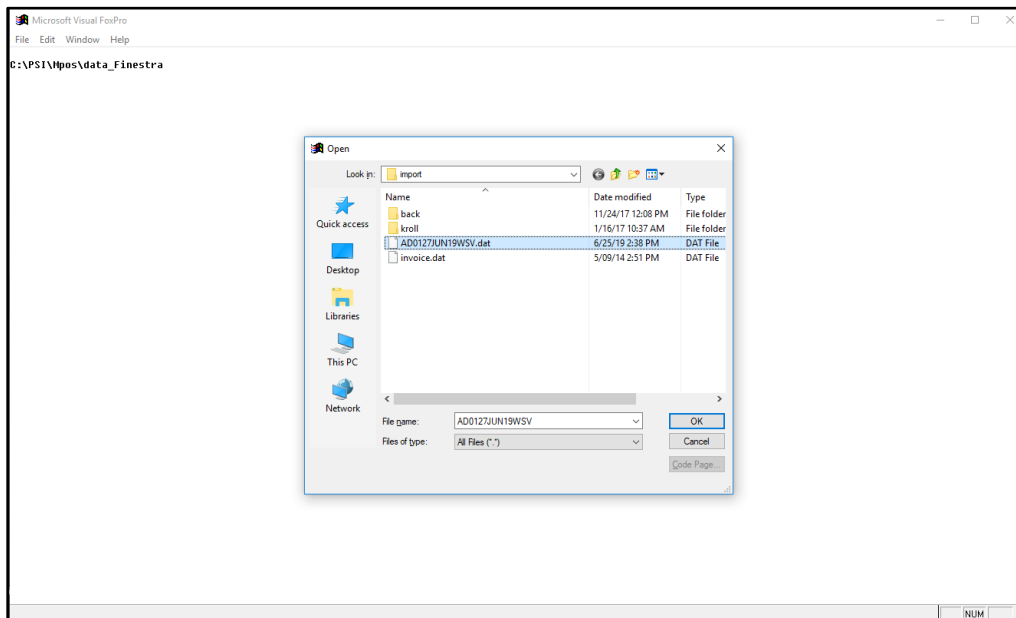 Microsoft Visual FoxPro
File Edit Window Help
C:\PSI\Mpos\data_Finestra
Open
Look in: import
Name Date modified Type
back 11/24/17 12:08 PM File folder
kroll 1/16/17 10:37 AM File folder
AD0127JUN19WSV.dat 6/25/19 2:38 PM DAT File
invoice.dat 5/09/14 2:51 PM DAT File
Quick access
Desktop
Libraries
This PC
Network
File name: AD0127JUN19WSV OK
Files of type: All Files (*.*) Cancel
Code Page...
NUM